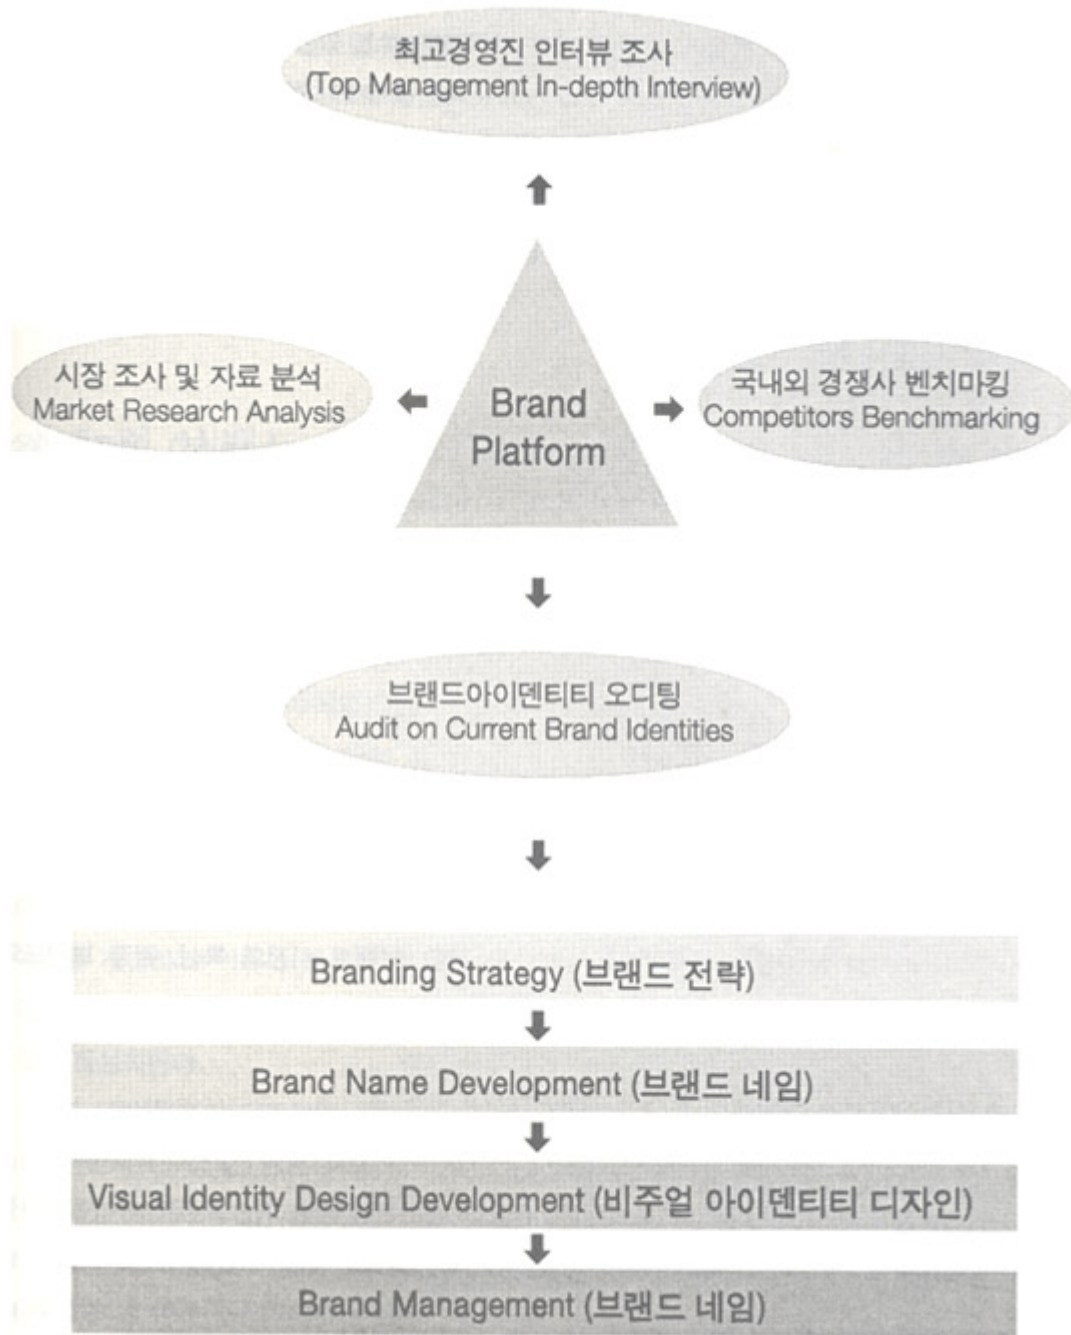 최고경영진 인터뷰 조사
(Top Management In-depth Interview)
시장 조사 및 자료 분석
Market Research Analysis
Brand
Platform
국내외 경쟁사 벤치마킹
Competitors Benchmarking
브랜드아이덴티티 오디팅
Audit on Current Brand Identities
Branding Strategy (브랜드 전략)
Brand Name Development (브랜드 네임)
Visual Identity Design Development (비주얼 아이덴티티 디자인)
Brand Management (브랜드 네임)